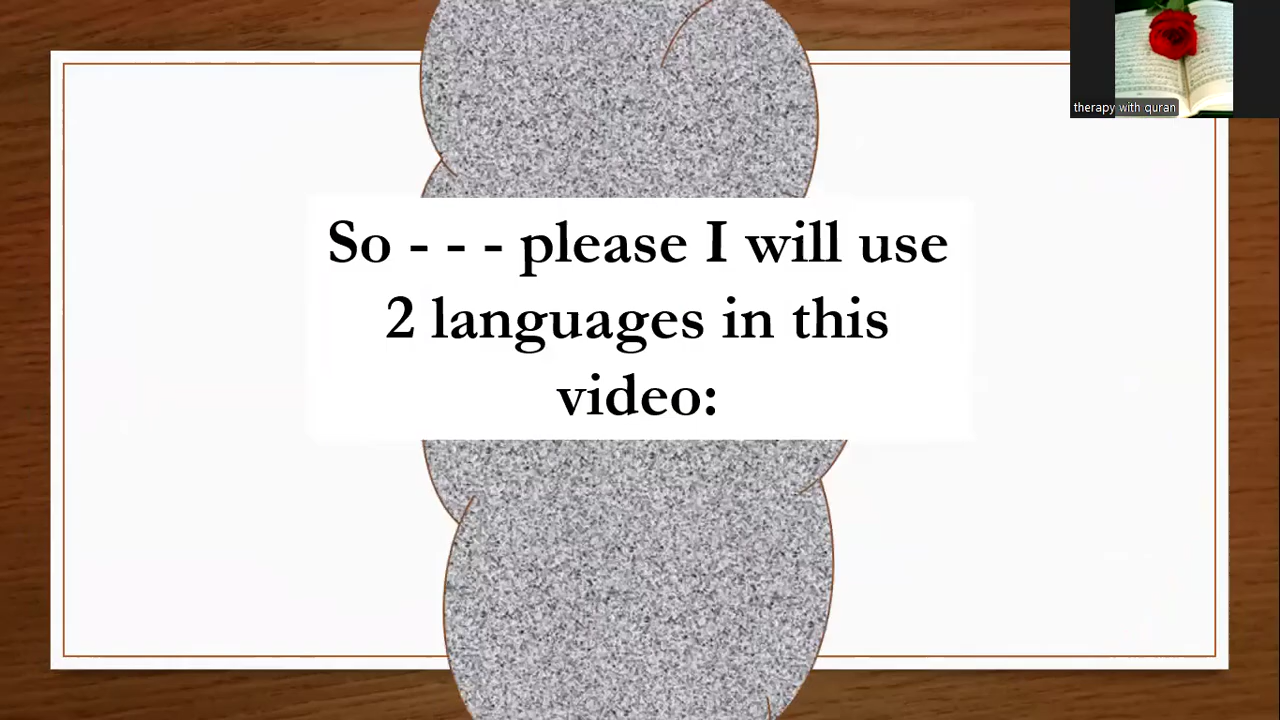 therapy with quran
So - - - please I will use
2 languages in this
video: